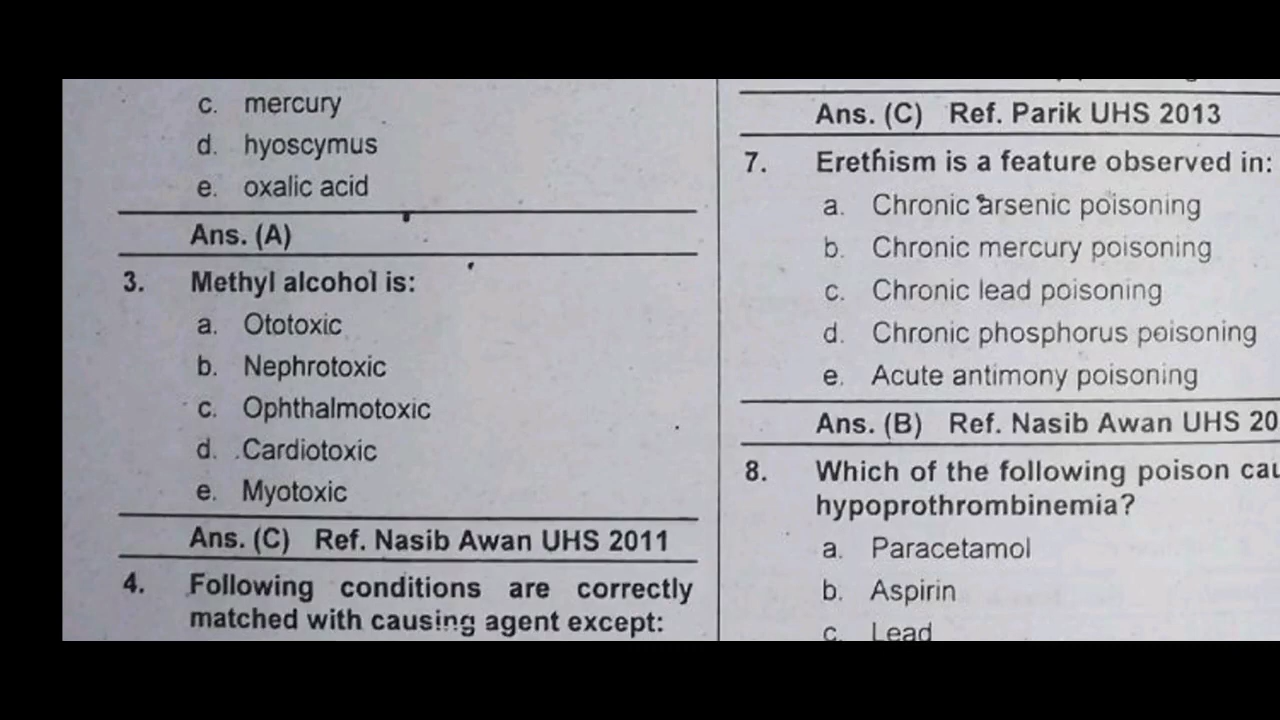 c. mercury
d. hyoscymus
e. oxalic acid
Ans. (A)
3. Methyl alcohol is:
a. Ototoxic
b. Nephrotoxic
c. Ophthalmotoxic
d. Cardiotoxic
e. Myotoxic
Ans. (C) Ref. Nasib Awan UHS 2011
4. Following conditions are correctly
matched with causing agent except:
Ans. (C) Ref. Parik UHS 2013
7. Erethism is a feature observed in:
a. Chronic arsenic poisoning
b. Chronic mercury poisoning
c. Chronic lead poisoning
d. Chronic phosphorus poisoning
e. Acute antimony poisoning
Ans. (B) Ref. Nasib Awan UHS 20
8. Which of the following poison cau
hypoprothrombinemia?
a. Paracetamol
b. Aspirin
c. Lead